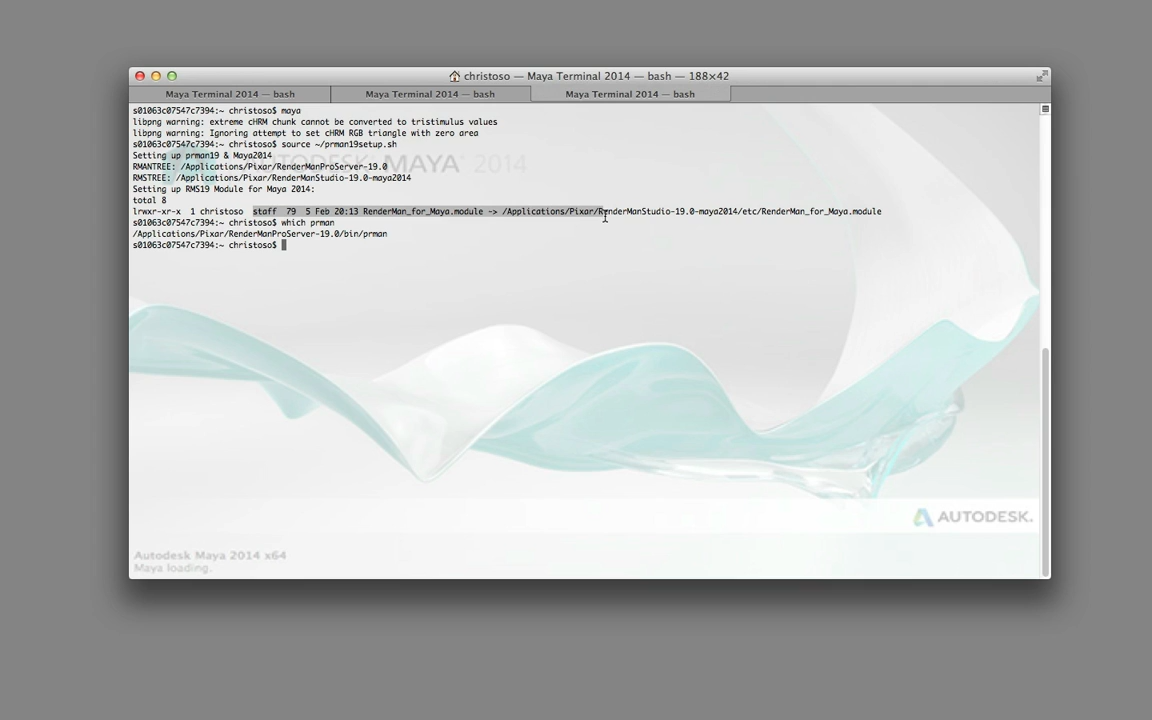 christoso — Maya Terminal 2014 — bash — 188×42
Maya Terminal 2014 — bash
Maya Terminal 2014 — bash
Maya Terminal 2014 — bash
s01063c07547c7394:~ christoso$ maya
libpng warning: extreme cHRM chunk cannot be converted to tristimulus values
libpng warning: Ignoring attempt to set cHRM RGB triangle with zero area
s01063c07547c7394:~ christoso$ source ~/prman19setup.sh
Setting up prman19 & Maya2014
AUTODESK® MAYA® 2014
RMANTREE: /Applications/Pixar/RenderManProServer-19.0
RMSTREE: /Applications/Pixar/RenderManStudio-19.0-maya2014
Setting up RMS19 Module for Maya 2014:
total 8
lrwxr-xr-x  1 christoso  staff  79  5 Feb 20:13 RenderMan_for_Maya.module -> /Applications/Pixar/RenderManStudio-19.0-maya2014/etc/RenderMan_for_Maya.module
s01063c07547c7394:~ christoso$ which prman
/Applications/Pixar/RenderManProServer-19.0/bin/prman
s01063c07547c7394:~ christoso$
AUTODESK.
Autodesk Maya 2014 x64
Maya loading.